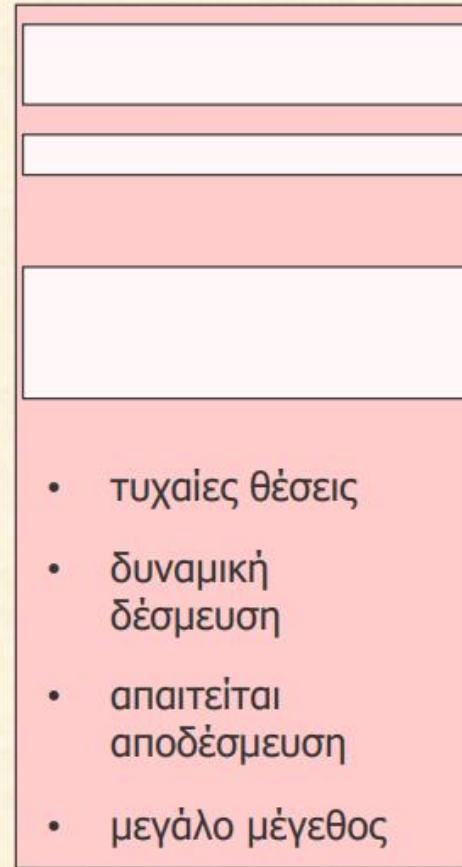 • τυχαίες θέσεις
• δυναμική
δέσμευση
• απαιτείται
αποδέσμευση
• μεγάλο μέγεθος